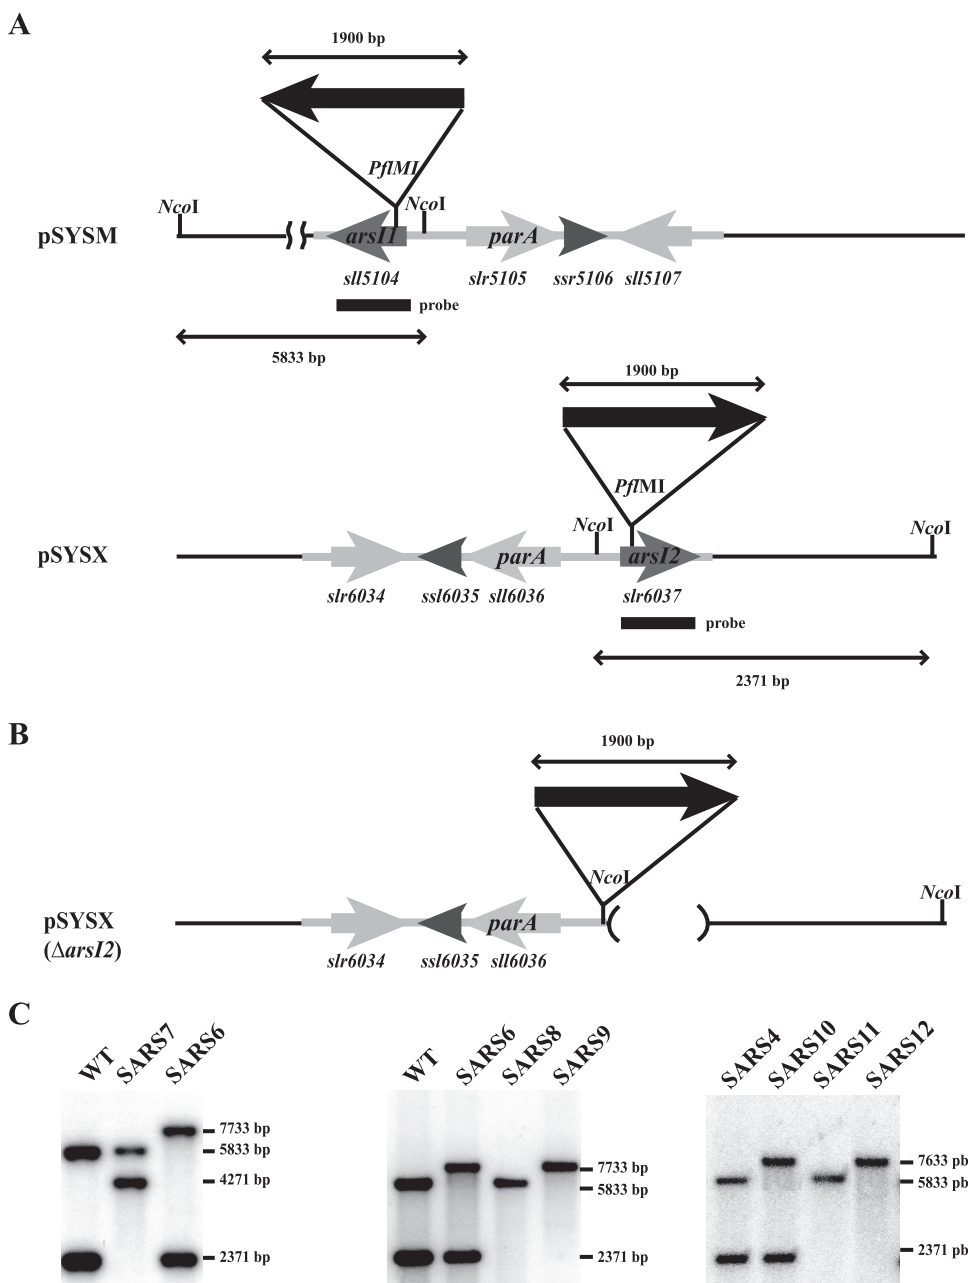 A
1900 bp
PflMI
NcoI
NcoI
pSYSM
arsI1
parA
sll5104
slr5105
ssr5106
sll5107
probe
5833 bp
1900 bp
PflMI
NcoI
NcoI
pSYSX
parA
arsI2
slr6034
ssl6035
sll6036
slr6037
probe
2371 bp
B
1900 bp
NcoI
NcoI
pSYSX
(ΔarsI2)
parA
slr6034
ssl6035
sll6036
C
WT
SARS7
SARS6
7733 bp
5833 bp
4271 bp
2371 bp
WT
SARS6
SARS8
SARS9
7733 bp
5833 bp
2371 bp
SARS4
SARS10
SARS11
SARS12
7633 pb
5833 pb
2371 pb